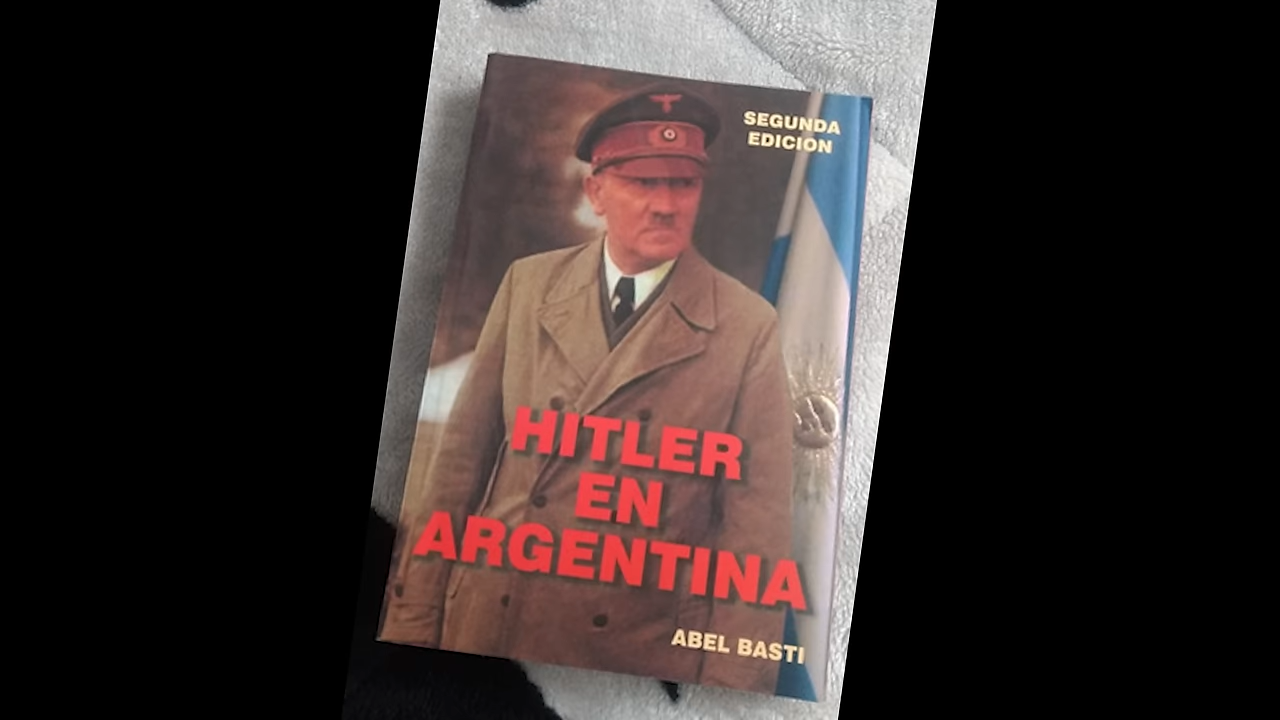 SEGUNDA
EDICION
HITLER
EN
ARGENTINA
ABEL BASTI